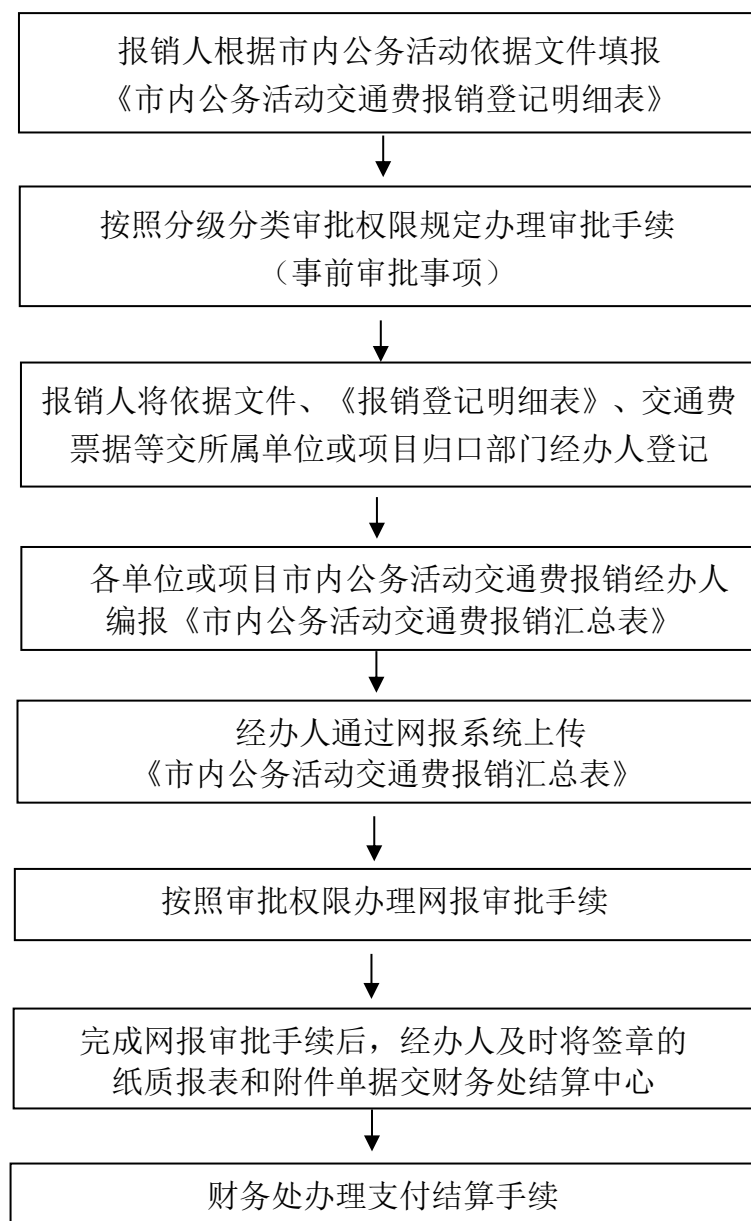 报销人根据市内公务活动依据文件填报
《市内公务活动交通费报销登记明细表》
按照分级分类审批权限规定办理审批手续
（事前审批事项）
报销人将依据文件、《报销登记明细表》、交通费
票据等交所属单位或项目归口部门经办人登记
各单位或项目市内公务活动交通费报销经办人
编报《市内公务活动交通费报销汇总表》
经办人通过网报系统上传
《市内公务活动交通费报销汇总表》
按照审批权限办理网报审批手续
完成网报审批手续后，经办人及时将签章的
纸质报表和附件单据交财务处结算中心
财务处办理支付结算手续